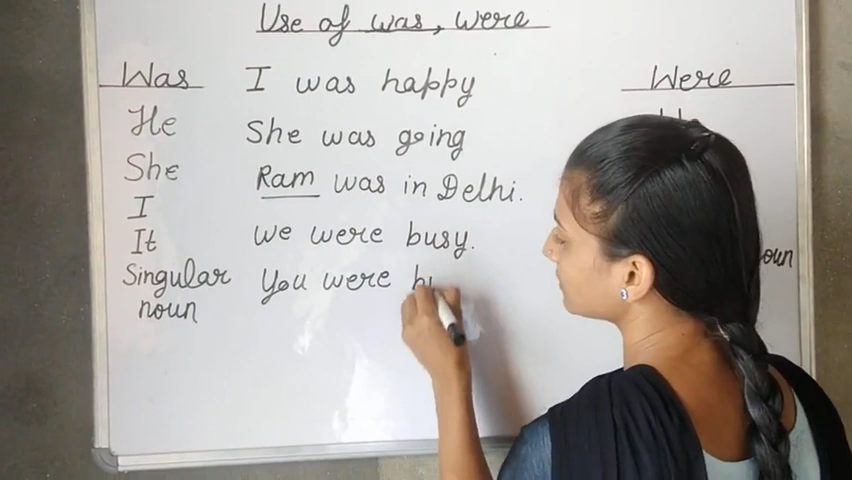 Use of was, were
Was
He
She
I
It
Singular
noun
I was happy
She was going
Ram was in Delhi.
We were busy.
You were
Were